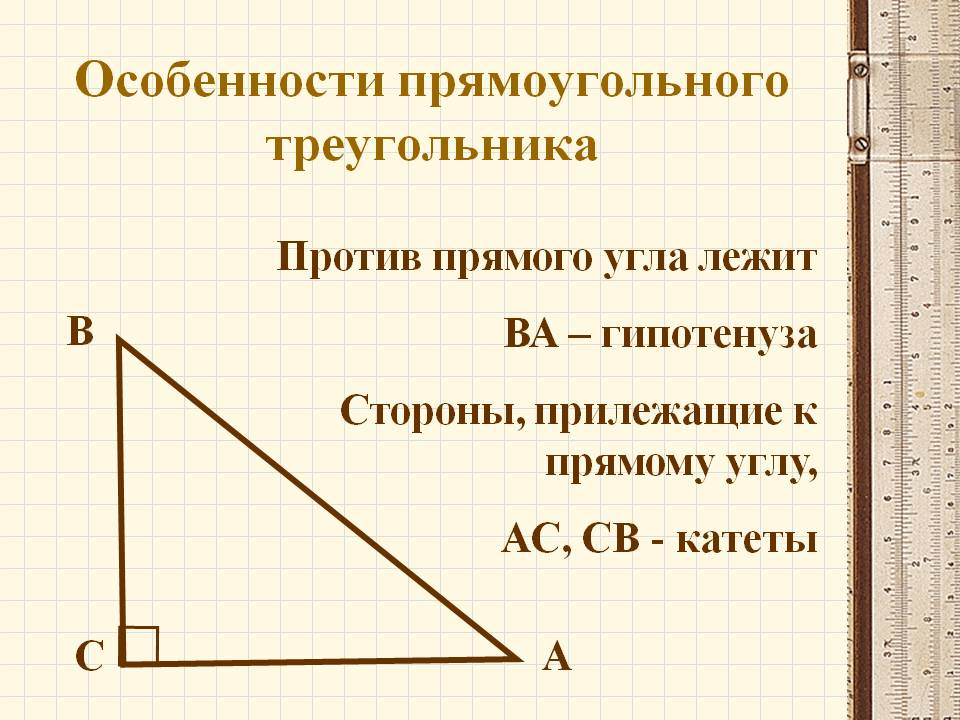 Особенности прямоугольного
треугольника
Против прямого угла лежит
В
ВА – гипотенуза
Стороны, прилежащие к
прямому углу,
АС, СВ - катеты
С
А